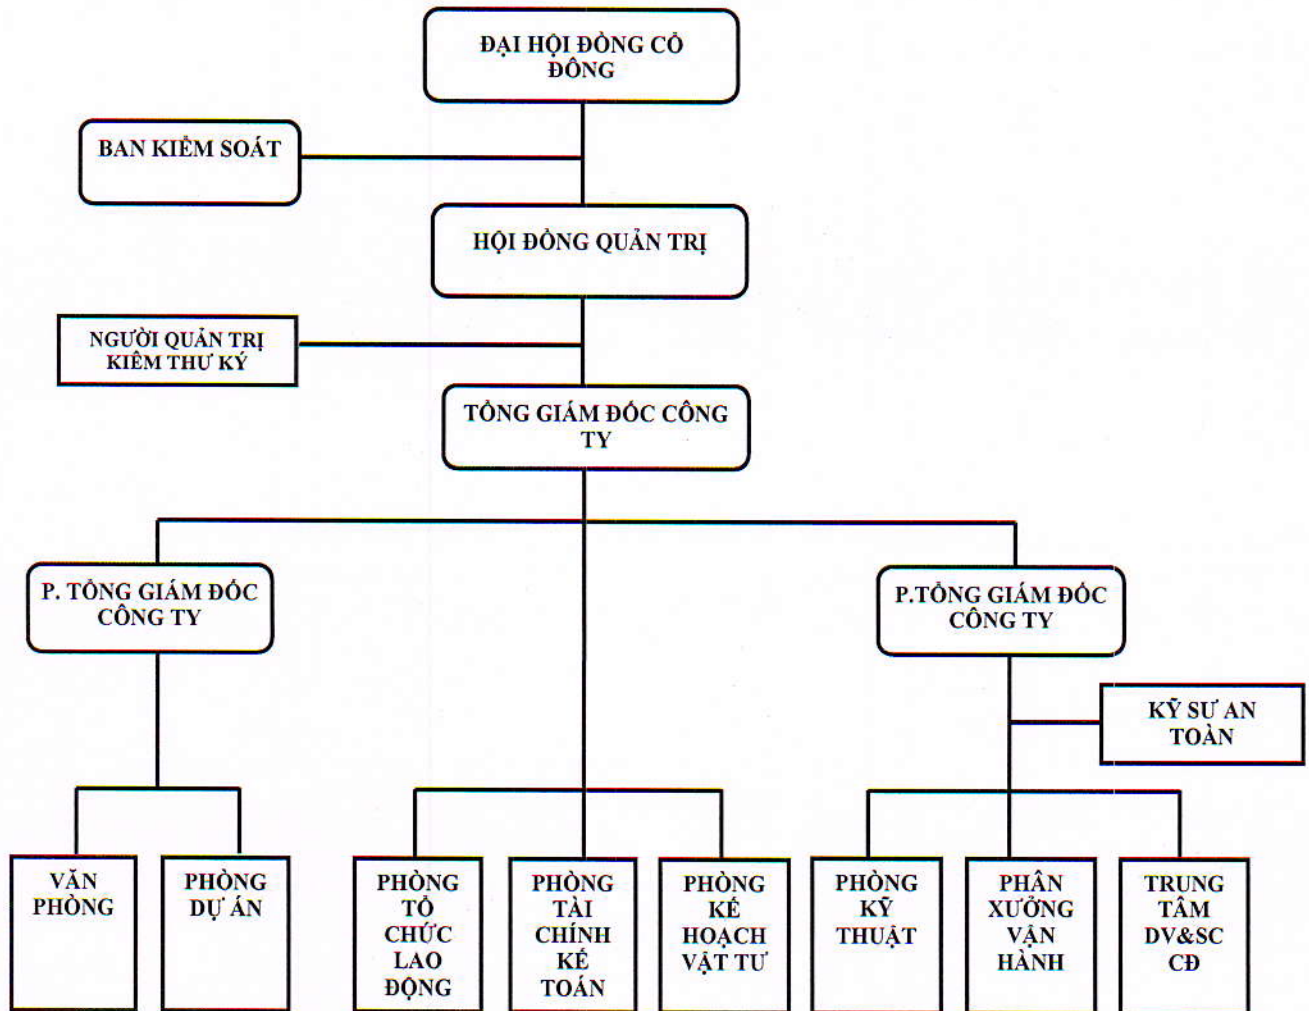 ĐẠI HỘI ĐỒNG CỔ
ĐÔNG
BAN KIỂM SOÁT
HỘI ĐỒNG QUẢN TRỊ
NGƯỜI QUẢN TRỊ
KIÊM THƯ KÝ
TỔNG GIÁM ĐỐC CÔNG
TY
P. TỔNG GIÁM ĐỐC
CÔNG TY
P.TỔNG GIÁM ĐỐC
CÔNG TY
KỸ SƯ AN
TOÀN
VĂN
PHÒNG
PHÒNG
DỰ ÁN
PHÒNG
TỔ
CHỨC
LAO
ĐỘNG
PHÒNG
TÀI
CHÍNH
KẾ
TOÁN
PHÒNG
KẾ
HOẠCH
VẬT TƯ
PHÒNG
KỸ
THUẬT
PHÂN
XƯỞNG
VẬN
HÀNH
TRUNG
TÂM
DV&SC
CĐ